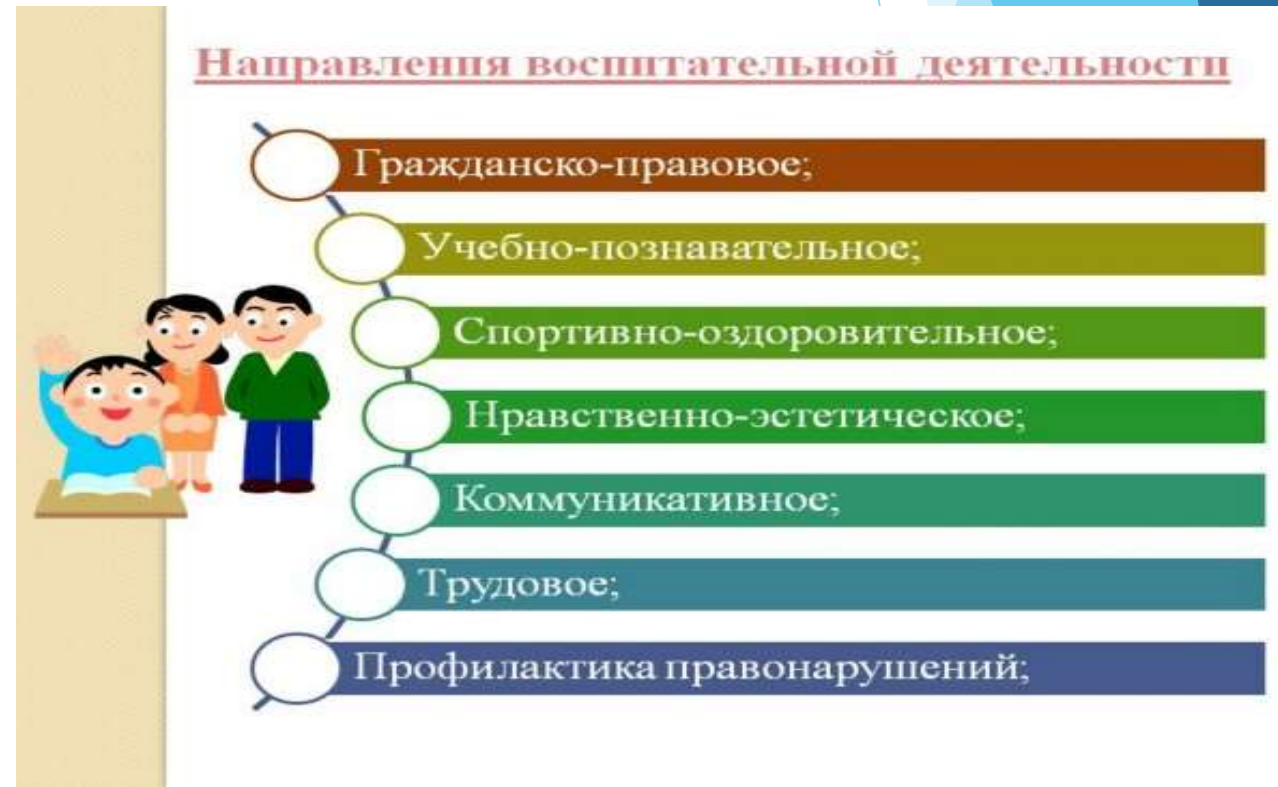 Направления воспитательной деятельности
Гражданско-правовое;
Учебно-познавательное;
Спортивно-оздоровительное;
Нравственно-эстетическое;
Коммуникативное;
Трудовое;
Профилактика правонарушений;